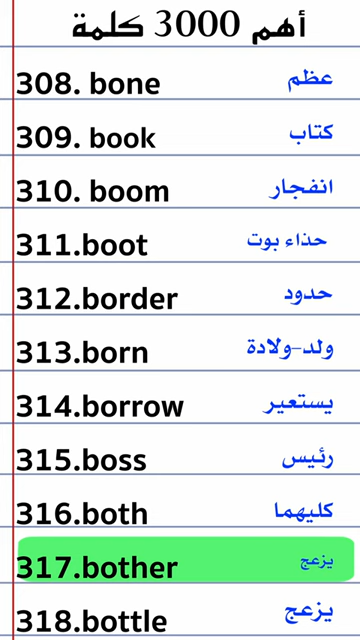 أهم 3000 كلمة
308. bone عظم
309. book كتاب
310. boom انفجار
311.boot حذاء بوت
312.border حدود
313.born ولد-ولادة
314.borrow يستعير
315.boss رئيس
316.both كليهما
317.bother يزعج
318.bottle يزعج